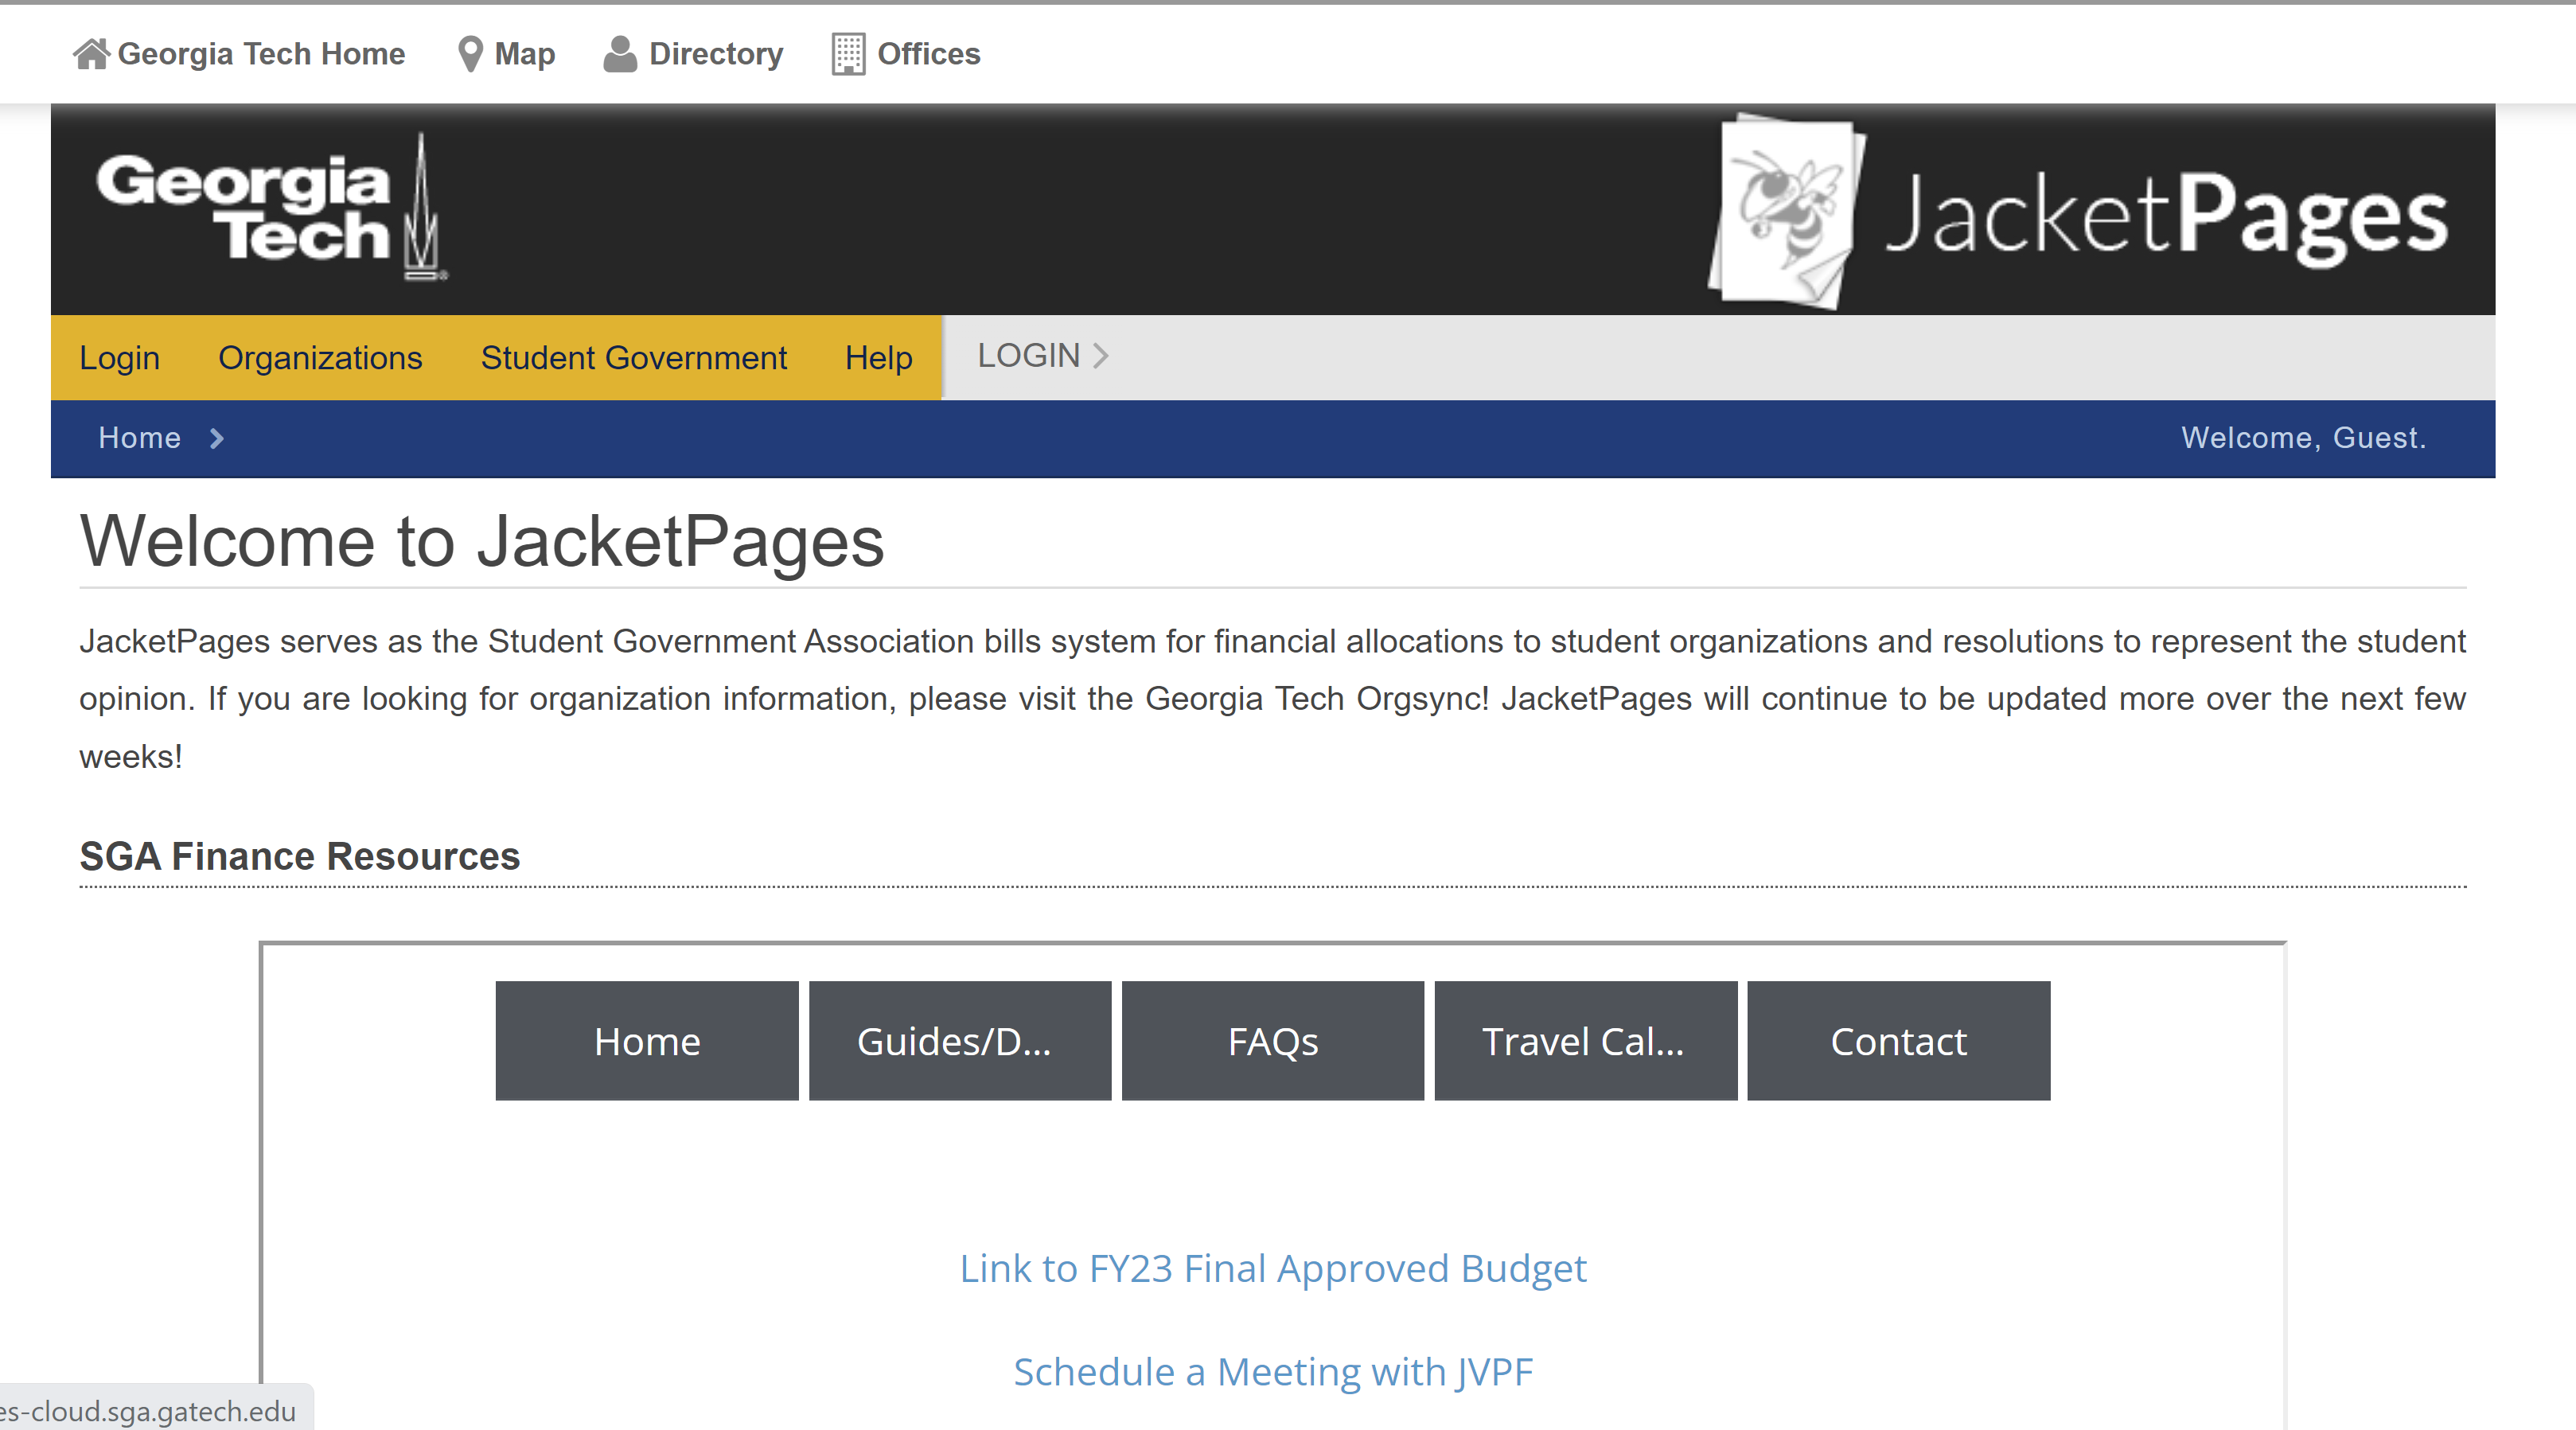 Georgia Tech Home Map Directory Offices
Georgia
Tech
JacketPages
Login Organizations Student Government Help LOGIN
Home Welcome, Guest.
Welcome to JacketPages
JacketPages serves as the Student Government Association bills system for financial allocations to student organizations and resolutions to represent the student
opinion. If you are looking for organization information, please visit the Georgia Tech Orgsync! JacketPages will continue to be updated more over the next few
weeks!
SGA Finance Resources
Home Guides/D... FAQs Travel Cal... Contact
Link to FY23 Final Approved Budget
Schedule a Meeting with JVPF
es-cloud.sga.gatech.edu